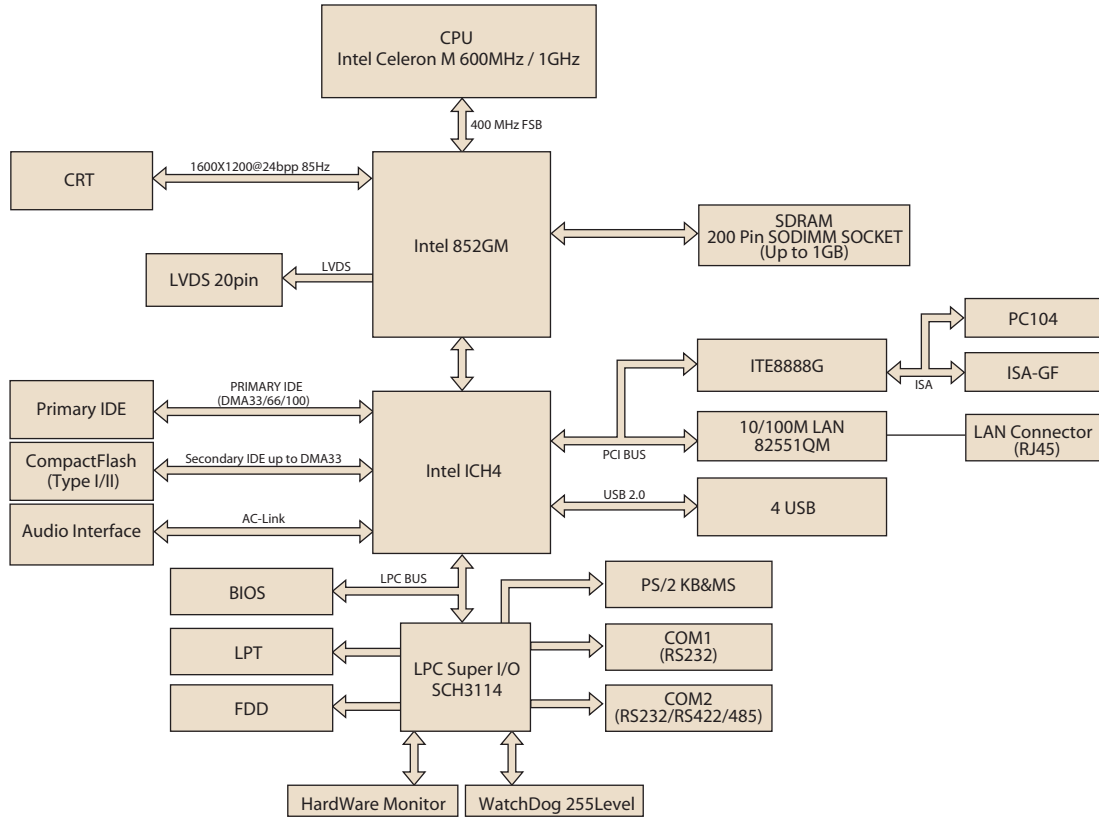 CPU
Intel Celeron M 600MHz / 1GHz
400 MHz FSB
CRT
1600X1200@24bpp 85Hz
Intel 852GM
SDRAM
200 Pin SODIMM SOCKET
(Up to 1GB)
LVDS 20pin
LVDS
PC104
ITE8888G
ISA
ISA-GF
Primary IDE
PRIMARY IDE
(DMA33/66/100)
10/100M LAN
82551QM
LAN Connector
(RJ45)
PCI BUS
CompactFlash
(Type I/II)
Secondary IDE up to DMA33
Intel ICH4
USB 2.0
4 USB
Audio Interface
AC-Link
BIOS
LPC BUS
PS/2 KB&MS
LPT
LPC Super I/O
SCH3114
COM1
(RS232)
FDD
COM2
(RS232/RS422/485)
HardWare Monitor
WatchDog 255Level